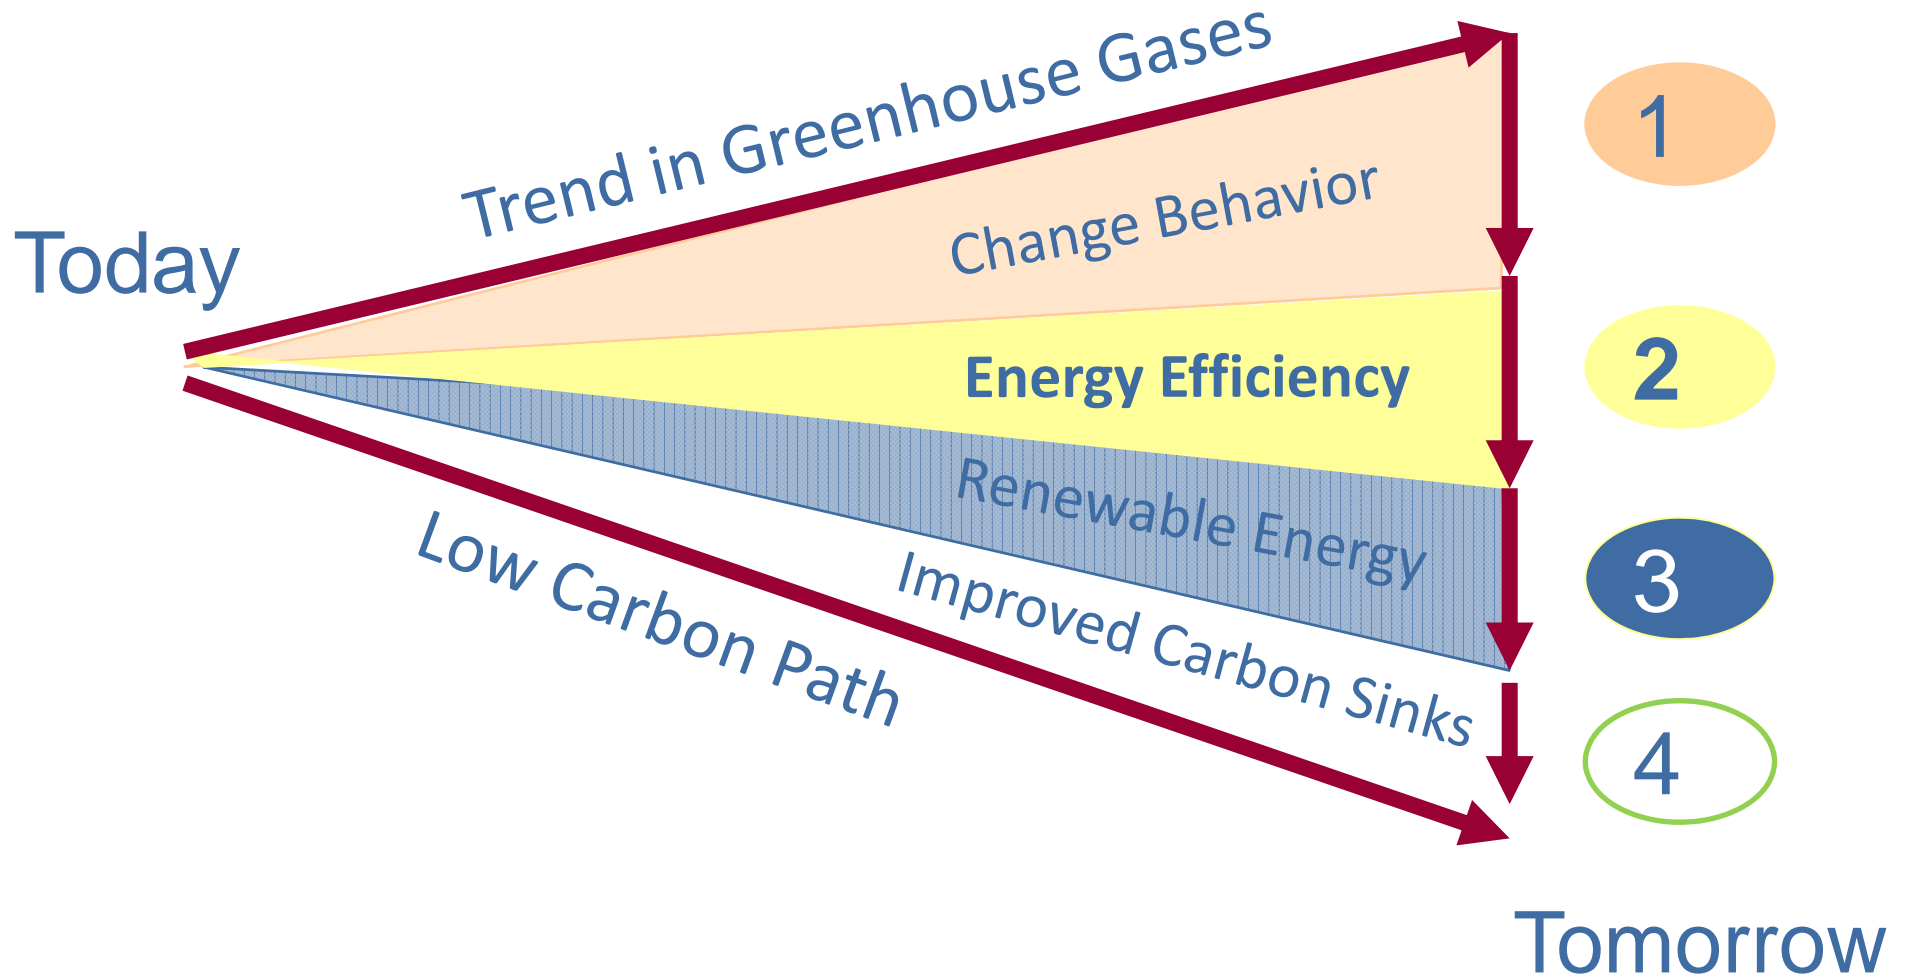 Trend in Greenhouse Gases
1
Change Behavior
Today
Energy Efficiency
2
Renewable Energy
3
Improved Carbon Sinks
Low Carbon Path
4
Tomorrow